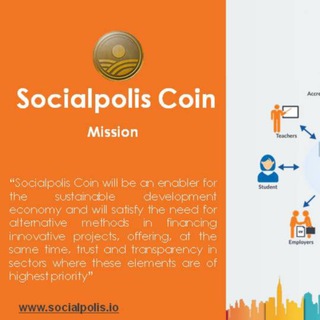 Socialpolis Coin
Mission
"Socialpolis Coin will be an enabler for
the sustainable development
economy and will satisfy the need for
alternative methods in financing
innovative projects, offering, at the
same time, trust and transparency in
sectors where these elements are of
highest priority"
www.socialpolis.io
Accre
Teachers
Student
Employers